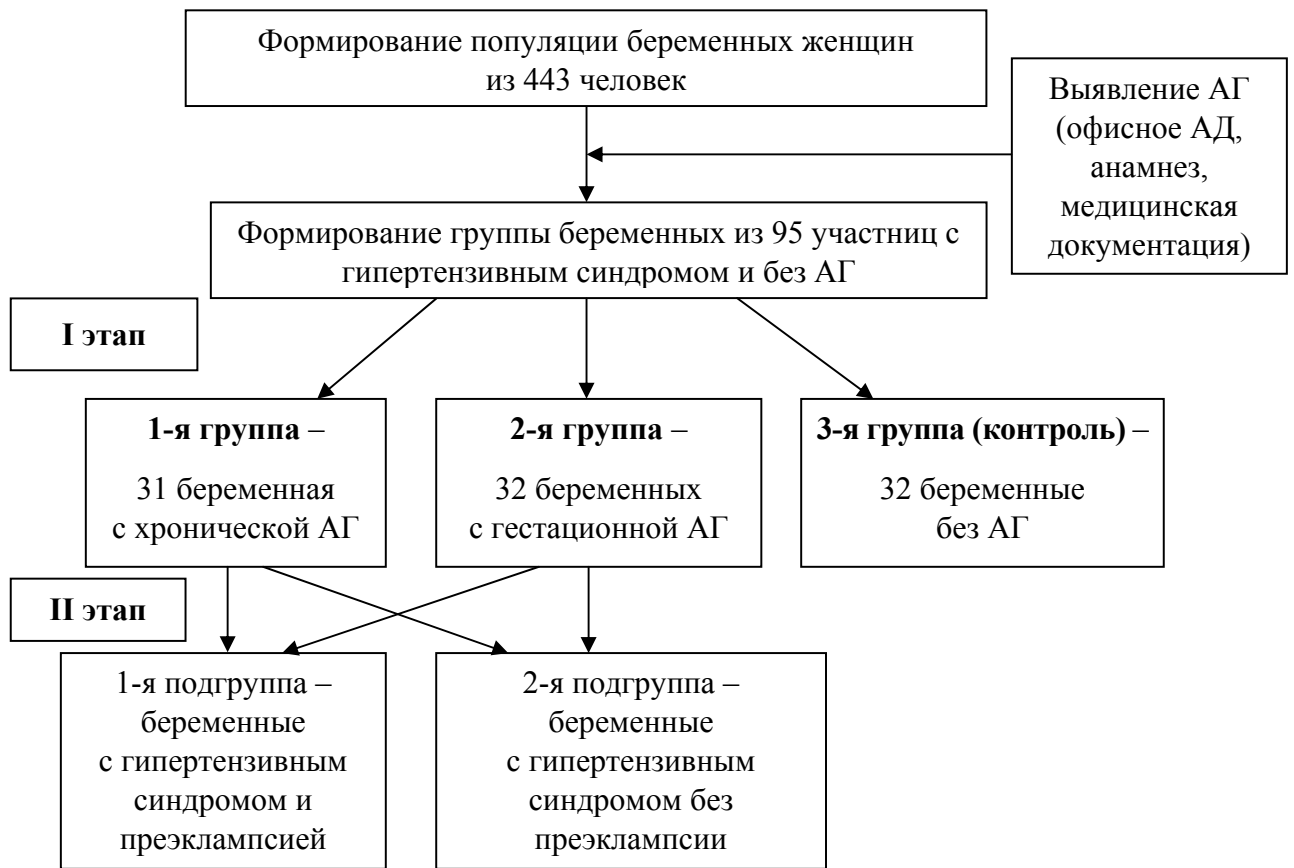 Формирование популяции беременных женщин
из 443 человек
Выявление АГ
(офисное АД,
анамнез,
медицинская
документация)
Формирование группы беременных из 95 участниц с
гипертензивным синдромом и без АГ
I этап
1-я группа –
31 беременная
с хронической АГ
2-я группа –
32 беременных
с гестационной АГ
3-я группа (контроль) –
32 беременные
без АГ
II этап
1-я подгруппа –
беременные
с гипертензивным
синдромом и
преэклампсией
2-я подгруппа –
беременные
с гипертензивным
синдромом без
преэклампсии